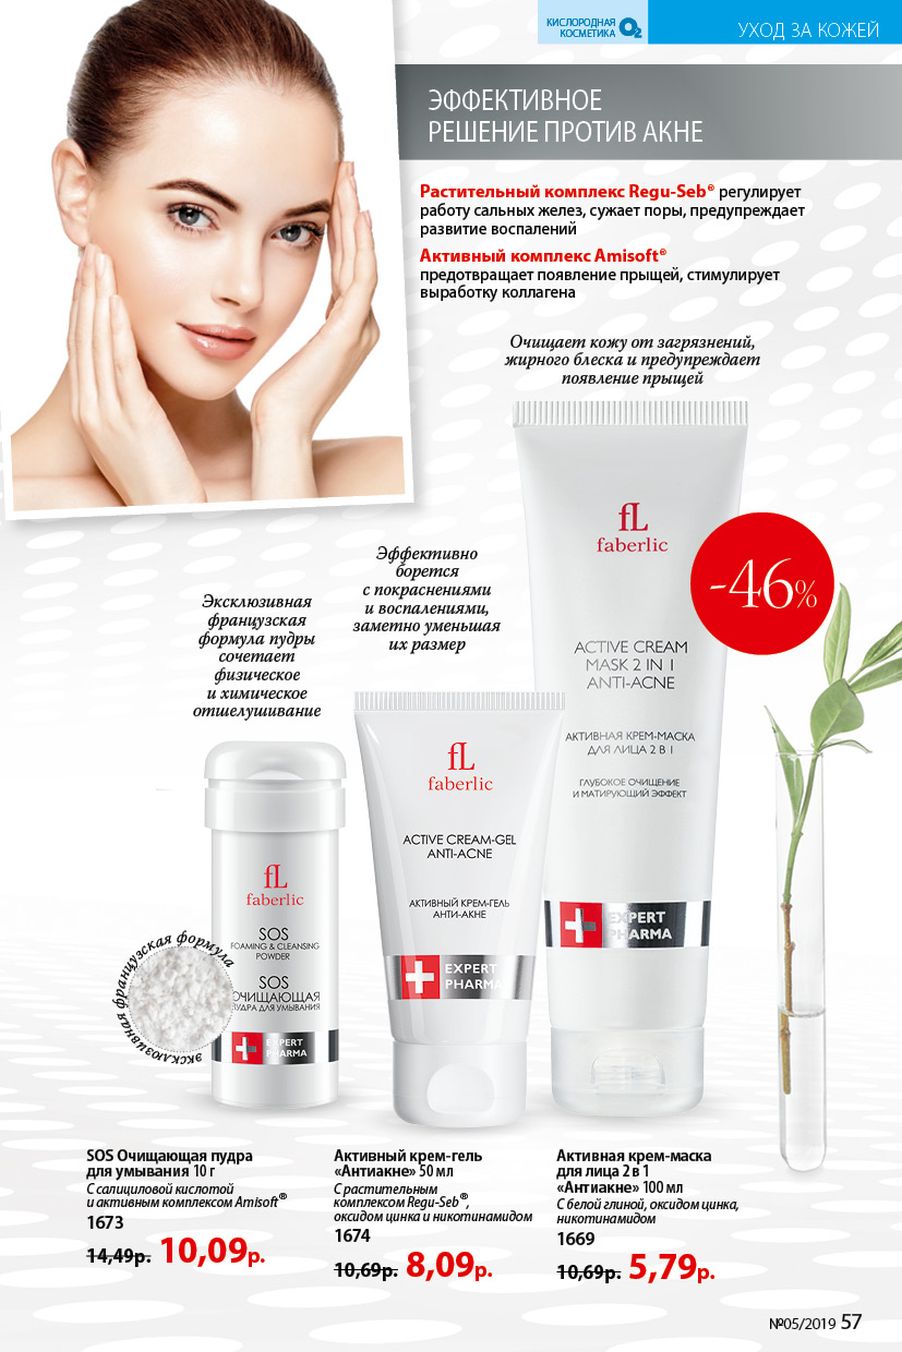 КИСЛОРОДНАЯ
КОСМЕТИКА O2
УХОД ЗА КОЖЕЙ
ЭФФЕКТИВНОЕ
РЕШЕНИЕ ПРОТИВ АКНЕ
Растительный комплекс Regu-Seb® регулирует
работу сальных желез, сужает поры, предупреждает
развитие воспалений
Активный комплекс Amisoft®
предотвращает появление прыщей, стимулирует
выработку коллагена
Очищает кожу от загрязнений,
жирного блеска и предупреждает
появление прыщей
fL
faberlic
-46%
ACTIVE CREAM
MASK 2 IN 1
ANTI-ACNE
АКТИВНАЯ КРЕМ-МАСКА
ДЛЯ ЛИЦА 2 В 1
ГЛУБОКОЕ ОЧИЩЕНИЕ
И МАТИРУЮЩИЙ ЭФФЕКТ
EXPERT
PHARMA
Эффективно
борется
с покраснениями
и воспалениями,
заметно уменьшая
их размер
fL
faberlic
ACTIVE CREAM-GEL
ANTI-ACNE
АКТИВНЫЙ КРЕМ-ГЕЛЬ
АНТИ-АКНЕ
EXPERT
PHARMA
Эксклюзивная
французская
формула пудры
сочетает
физическое
и химическое
отшелушивание
fL
faberlic
SOS
FOAMING & CLEANSING
POWDER
SOS
ОЧИЩАЮЩАЯ
ПУДРА ДЛЯ УМЫВАНИЯ
EXPERT
PHARMA
эксклюзивная французская формула
SOS Очищающая пудра
для умывания 10 г
С салициловой кислотой
и активным комплексом Amisoft®
1673
14,49р. 10,09р.
Активный крем-гель
«Антиакне» 50 мл
С растительным
комплексом Regu-Seb®,
оксидом цинка и никотинамидом
1674
10,69р. 8,09р.
Активная крем-маска
для лица 2 в 1
«Антиакне» 100 мл
С белой глиной, оксидом цинка,
никотинамидом
1669
10,69р. 5,79р.
№05/2019 57